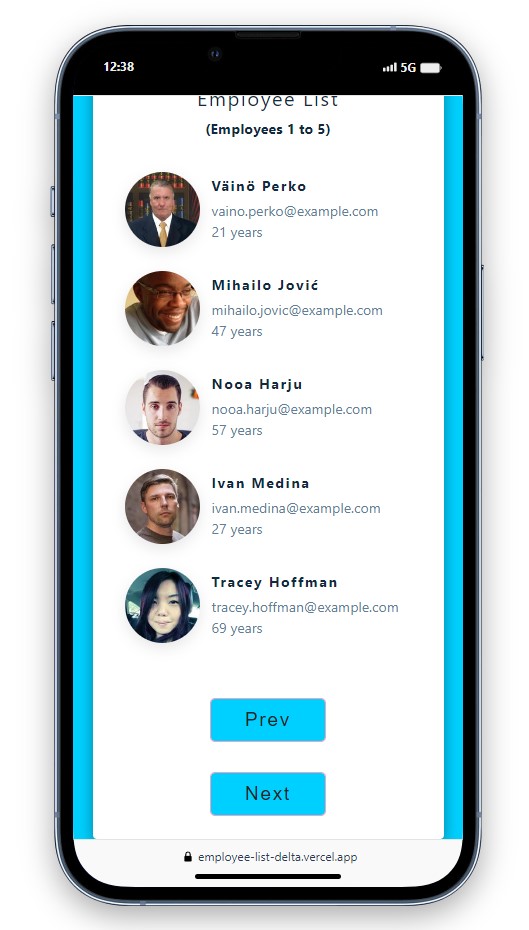 12:38
5G
Employee List
(Employees 1 to 5)
Väinö Perko
vaino.perko@example.com
21 years
Mihailo Jović
mihailo.jovic@example.com
47 years
Nooa Harju
nooa.harju@example.com
57 years
Ivan Medina
ivan.medina@example.com
27 years
Tracey Hoffman
tracey.hoffman@example.com
69 years
Prev
Next
employee-list-delta.vercel.app